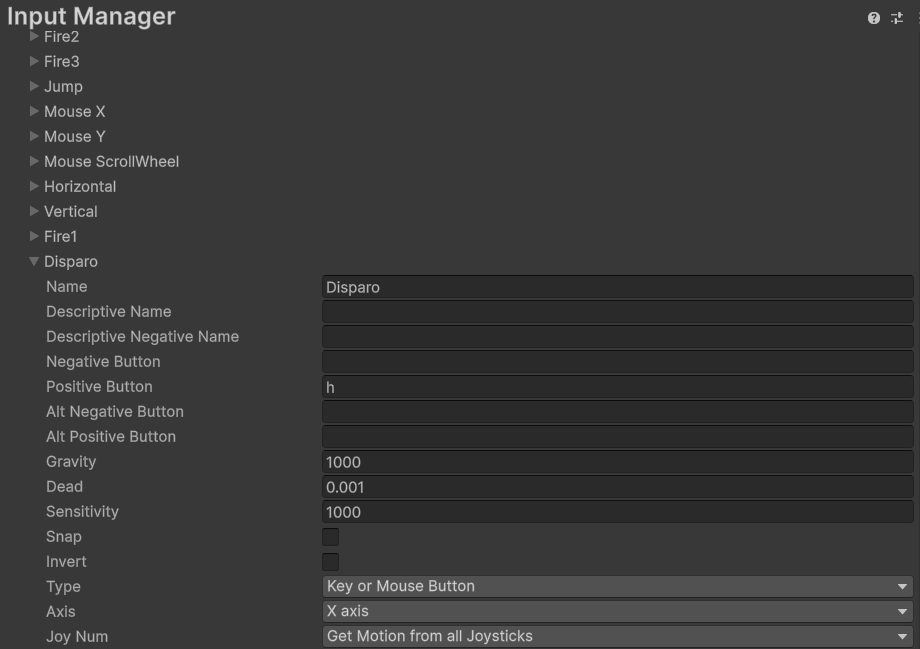 Input Manager
Fire2
Fire3
Jump
Mouse X
Mouse Y
Mouse ScrollWheel
Horizontal
Vertical
Fire1
Disparo
Name Disparo
Descriptive Name
Descriptive Negative Name
Negative Button
Positive Button h
Alt Negative Button
Alt Positive Button
Gravity 1000
Dead 0.001
Sensitivity 1000
Snap
Invert
Type Key or Mouse Button
Axis X axis
Joy Num Get Motion from all Joysticks